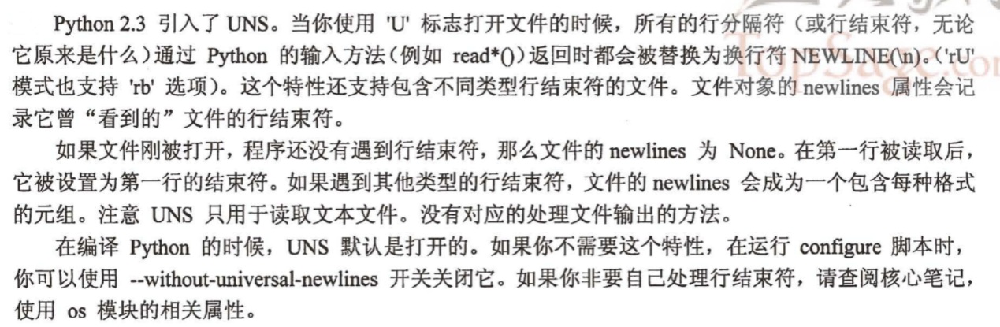 Python 2.3 引入了 UNS。当你使用 'U' 标志打开文件的时候，所有的行分隔符（或行结束符，无论
它原来是什么）通过 Python 的输入方法（例如 read*()）返回时都会被替换为换行符 NEWLINE(\n)。('rU'
模式也支持 'rb' 选项）。这个特性还支持包含不同类型行结束符的文件。文件对象的 newlines 属性会记
录它曾“看到的”文件的行结束符。
如果文件刚被打开，程序还没有遇到行结束符，那么文件的 newlines 为 None。在第一行被读取后，
它被设置为第一行的结束符。如果遇到其他类型的行结束符，文件的 newlines 会成为一个包含每种格式
的元组。注意 UNS 只用于读取文本文件。没有对应的处理文件输出的方法。
在编译 Python 的时候，UNS 默认是打开的。如果你不需要这个特性，在运行 configure 脚本时，
你可以使用 --without-universal-newlines 开关关闭它。如果你非要自己处理行结束符，请查阅核心笔记，
使用 os 模块的相关属性。
TopSage.com